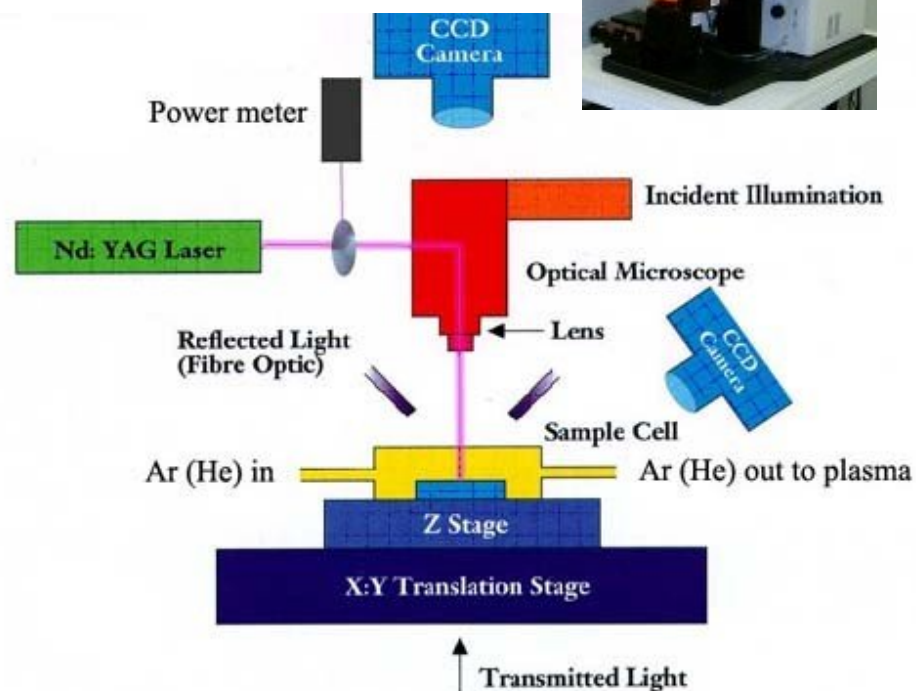 CCD
Camera
Power meter
Incident Illumination
Nd: YAG Laser
Optical Microscope
Lens
Reflected Light
(Fibre Optic)
CCD
Camera
Sample Cell
Ar (He) in
Ar (He) out to plasma
Z Stage
X:Y Translation Stage
Transmitted Light